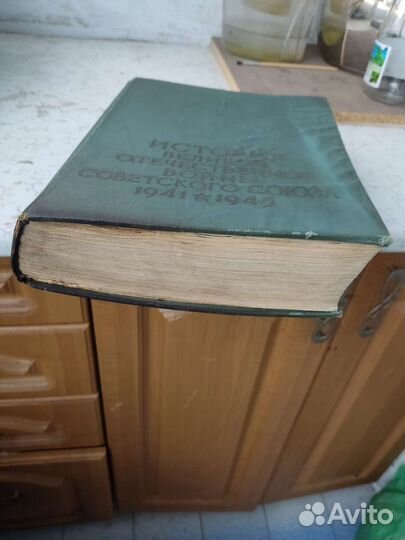 ИСТОРИЯ
ВЕЛИКОЙ
ОТЕЧЕСТВЕННОЙ
ВОЙНЫ
СОВЕТСКОГО СОЮЗА
1941 ★ 1945
Avito